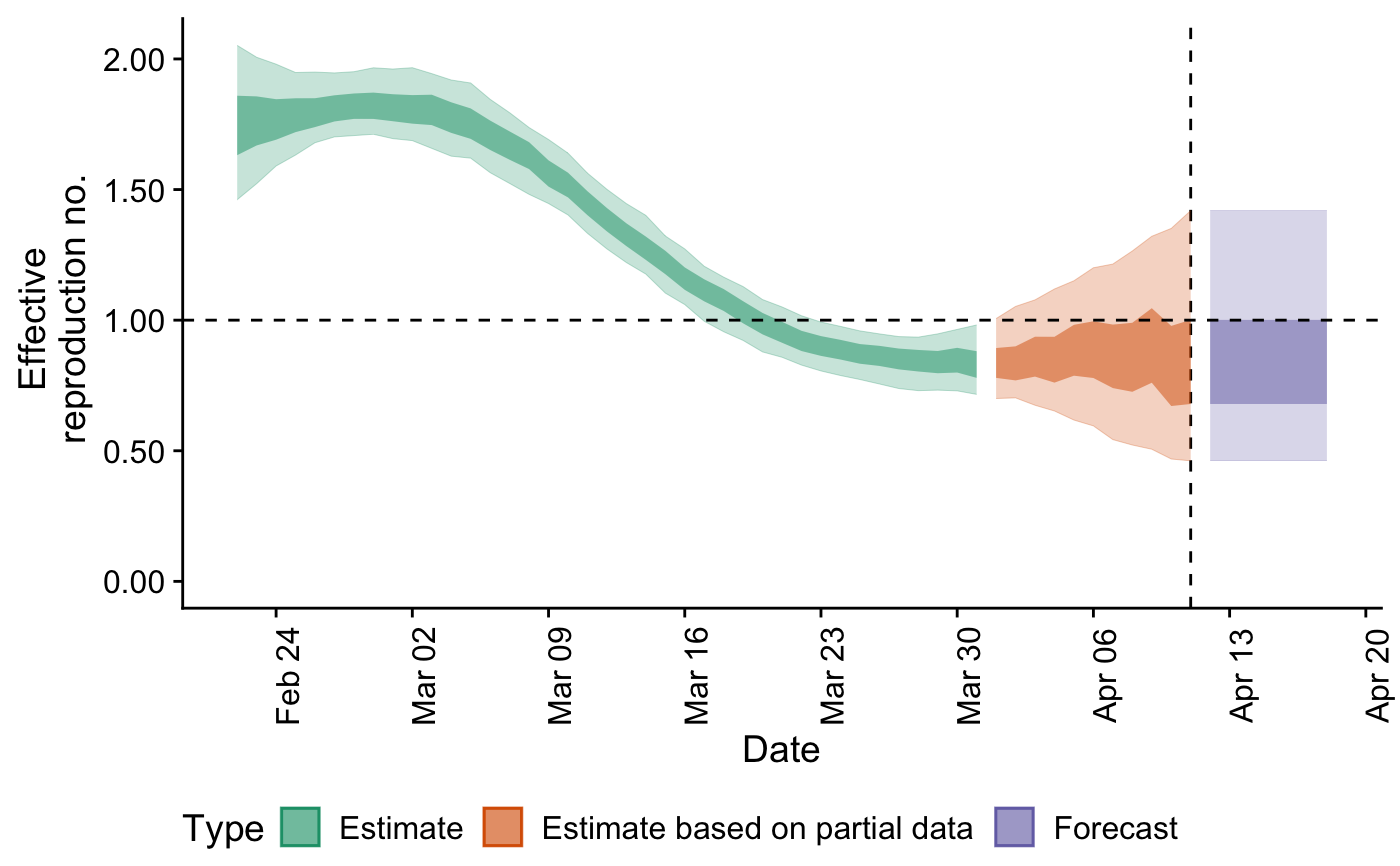 Effective
reproduction no.
2.00
1.50
1.00
0.50
0.00
Feb 24
Mar 02
Mar 09
Mar 16
Mar 23
Mar 30
Apr 06
Apr 13
Apr 20
Date
Type Estimate Estimate based on partial data Forecast